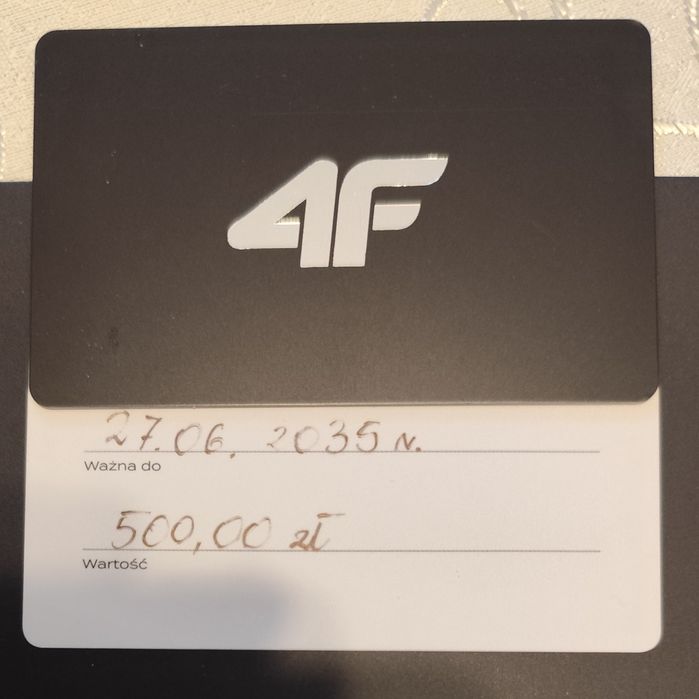 4F
27.06. 2035 r.
Ważna do
500,00 zł
Wartość